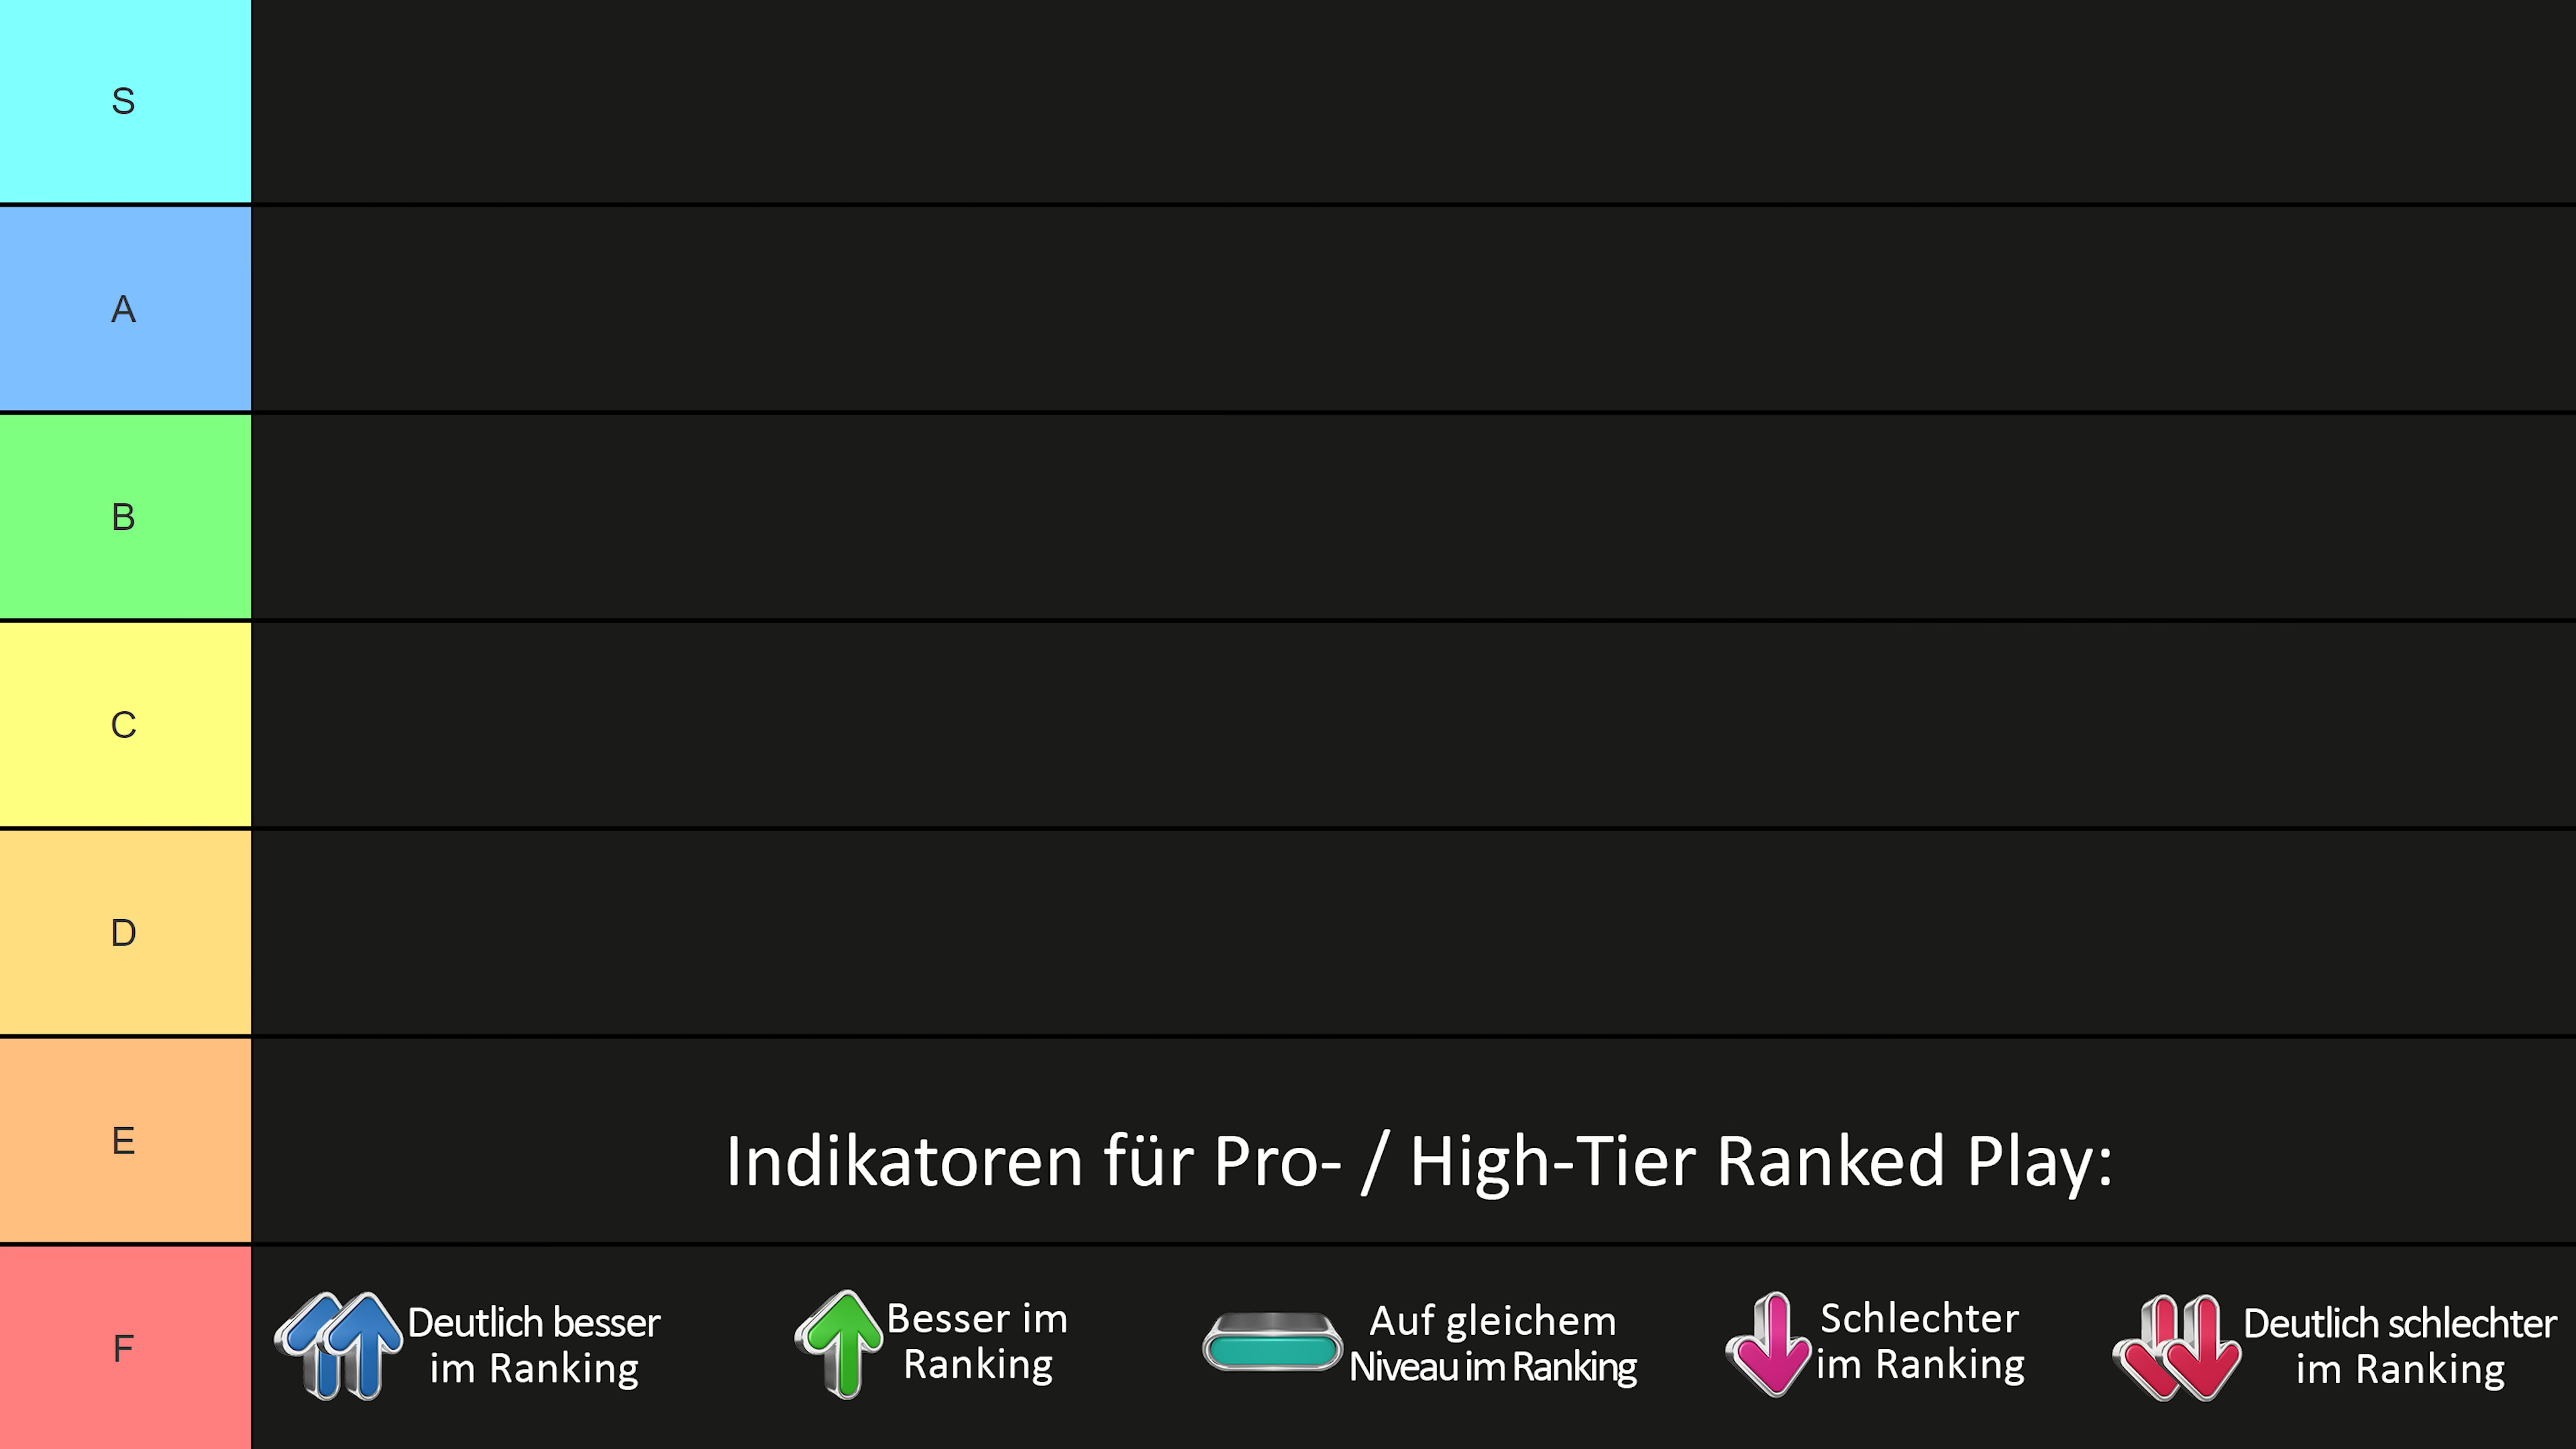 S
A
B
C
D
E
Indikatoren für Pro- / High-Tier Ranked Play:
F
Deutlich besser
im Ranking
Besser im
Ranking
Auf gleichem
Niveau im Ranking
Schlechter
im Ranking
Deutlich schlechter
im Ranking